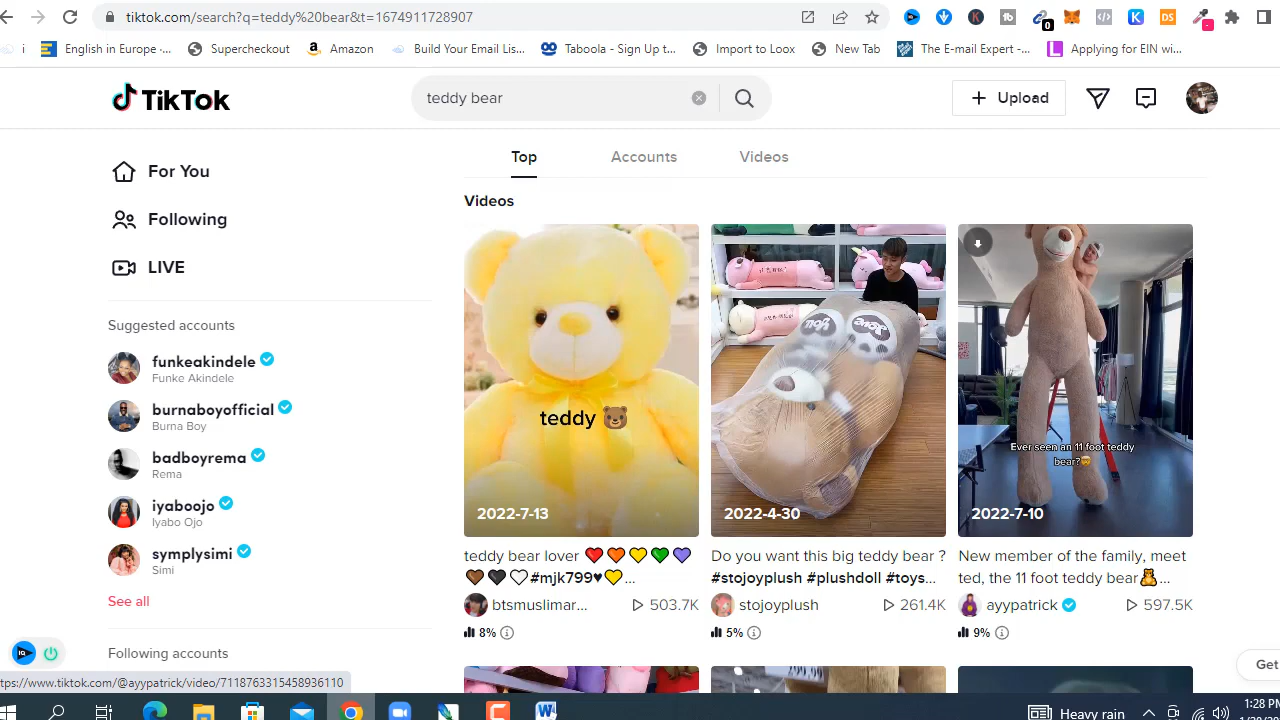 tiktok.com/search?q=teddy%20bear&t=1674911728907
0
i
English in Europe -...
Supercheckout
Amazon
Build Your Email Lis...
Taboola - Sign Up t...
Import to Loox
New Tab
The E-mail Expert -...
Applying for EIN wi...
TikTok
teddy bear
Upload
Top
Accounts
Videos
For You
Following
LIVE
Suggested accounts
funkeakindele
Funke Akindele
burnaboyofficial
Burna Boy
badboyrema
Rema
iyaboojo
Iyabo Ojo
symplysimi
Simi
See all
Following accounts
Videos
teddy 🐻
2022-7-13
teddy bear lover ❤️🧡💛💚💜
🤎🖤🤍#mjk799♥💛...
btsmuslimar...
503.7K
8%
2022-4-30
Do you want this big teddy bear ?
#stojoyplush #plushdoll #toys...
stojoyplush
261.4K
5%
Ever seen an 11 foot teddy
bear?🤯
2022-7-10
New member of the family, meet
ted, the 11 foot teddy bear🧸...
ayypatrick
597.5K
9%
Get
tps://www.tiktok.com/@ayypatrick/video/7118763315458936110
Heavy rain
1:28 PM